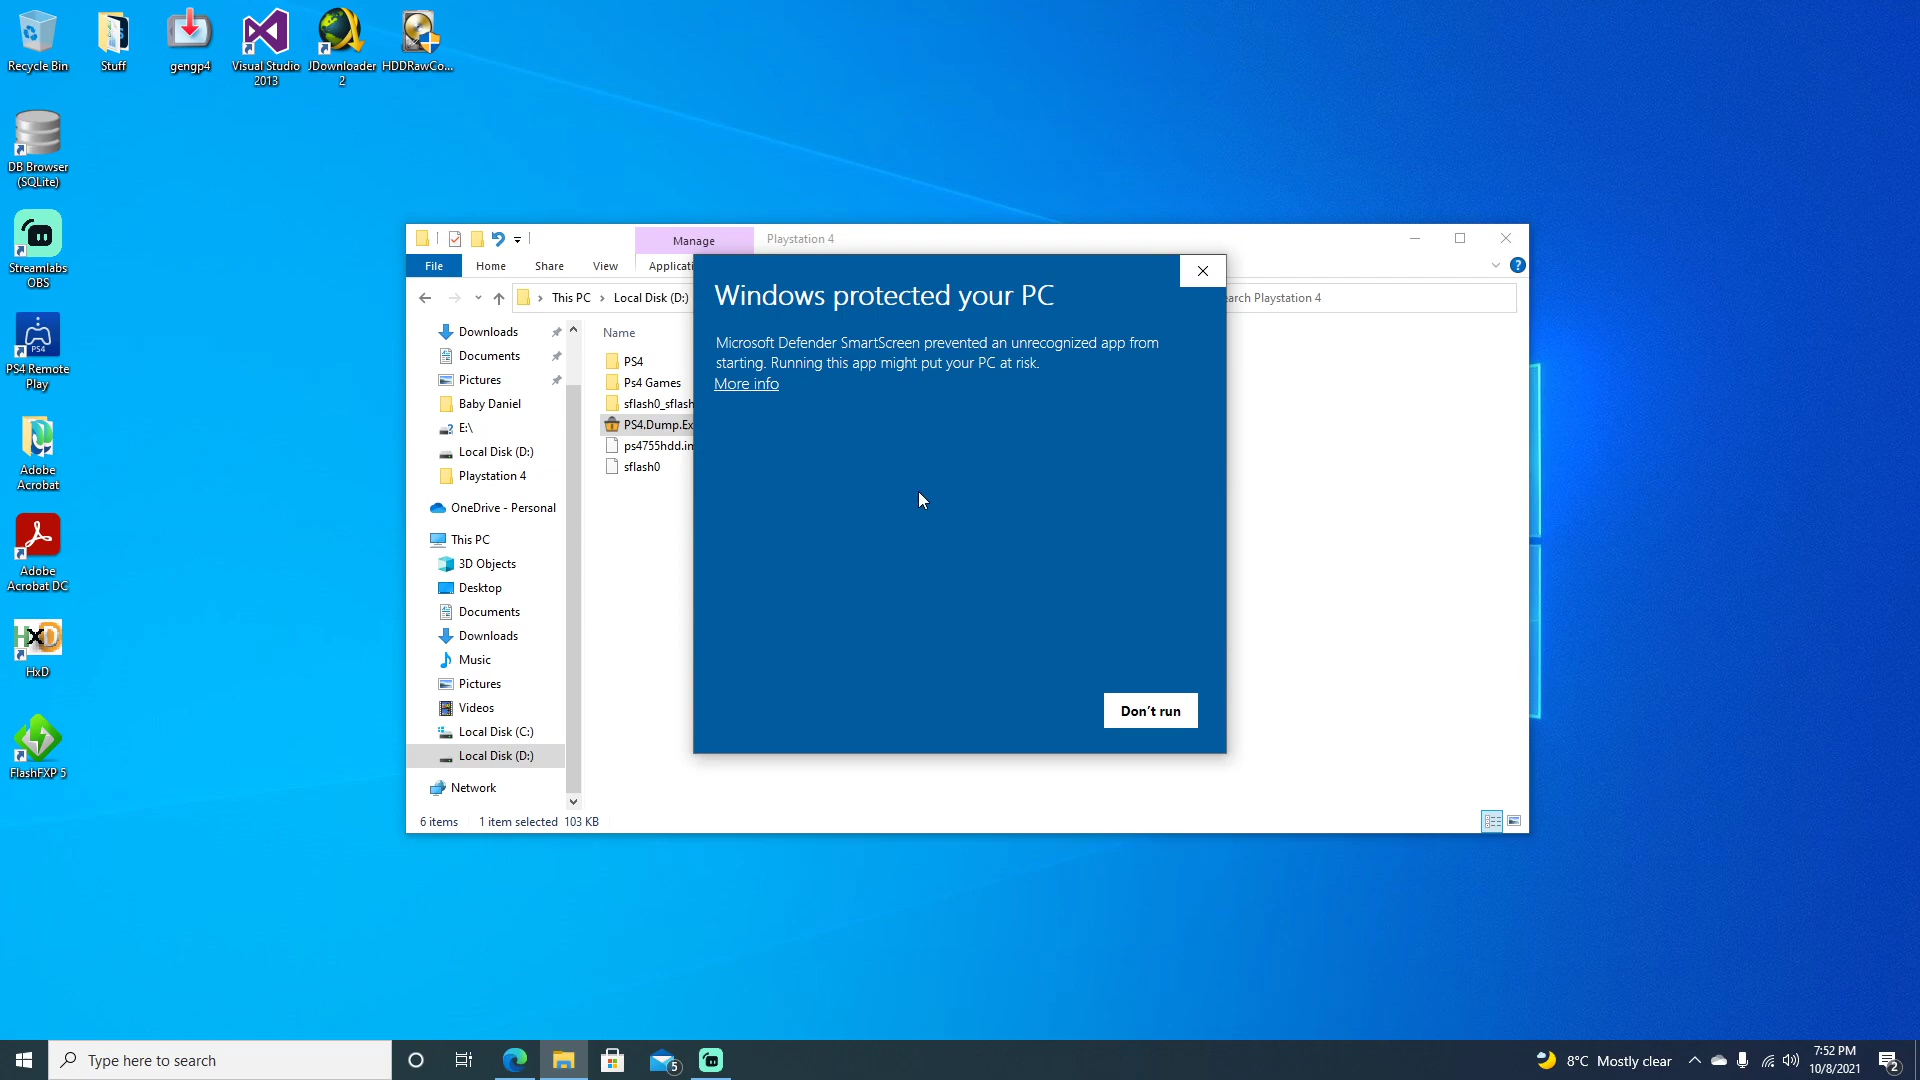 Recycle Bin
Stuff
gengp4
Visual Studio
2013
JDownloader
2
HDDRawCo...
DB Browser
(SQLite)
Streamlabs
OBS
PS4
PS4 Remote
Play
Adobe
Acrobat
Adobe
Acrobat DC
HxD
HxD
FlashFXP 5
Manage
Playstation 4
File
Home
Share
View
Applicati
This PC
Local Disk (D:)
arch Playstation 4
Downloads
Documents
Pictures
Baby Daniel
E:\
Local Disk (D:)
Playstation 4
OneDrive - Personal
This PC
3D Objects
Desktop
Documents
Downloads
Music
Pictures
Videos
Local Disk (C:)
Local Disk (D:)
Network
Name
PS4
Ps4 Games
sflash0_sflash
PS4.Dump.Ex
ps4755hdd.im
sflash0
Windows protected your PC
Microsoft Defender SmartScreen prevented an unrecognized app from
starting. Running this app might put your PC at risk.
More info
Don't run
6 items
1 item selected 103 KB
Type here to search
5
8°C Mostly clear
7:52 PM
10/8/2021
2